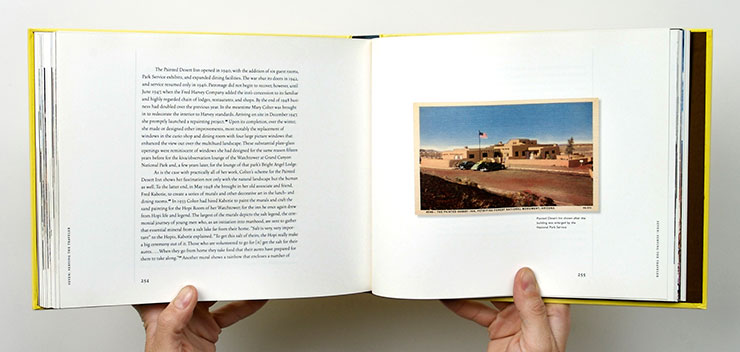 The Painted Desert Inn opened in 1940, with the addition of six guest rooms,
Park Service exhibits, and expanded dining facilities. The war shut its doors in 1942,
and service resumed only in 1946. Patronage did not begin to recover, however, until
June 1947 when the Fred Harvey Company added the inn's concession to its familiar
and highly regarded chain of lodges, restaurants, and shops. By the end of 1948 busi-
ness had doubled over the previous year. In the meantime Mary Colter was brought
in to redecorate the interior to Harvey standards. Arriving on site in December 1947
she promptly launched a repainting project. Upon its completion, over the winter,
she made or designed other improvements, most notably the replacement of
windows in the curio shop and dining room with four large picture windows that
enhanced the view out over the multihued landscape. These substantial plate-glass
openings were reminiscent of windows she had designed for the same reason fifteen
years before for the kiva/observation lounge of the Watchtower at Grand Canyon
National Park and, a few years later, for the lounge of that park's Bright Angel Lodge.
As is the case with practically all of her work, Colter's scheme for the Painted
Desert Inn shows her fascination not only with the natural landscape but the human
as well. To the latter end, in May 1948 she brought in her old associate and friend,
Fred Kabotie, to create a series of murals and other decorative art in the lunch- and
dining rooms. In 1933 Colter had hired Kabotie to paint the murals and craft the
sand painting for the Hopi Room of her Watchtower; for the inn he once again drew
from Hopi life and legend. The largest of the murals depicts the salt legend, the cere-
monial journey of young men who, as an initiation into manhood, are sent to gather
that essential mineral from a salt lake far from their home. "Salt is very very impor-
tant" to the Hopis, Kabotie explained. "To get this salt of theirs, the Hopi really make
a big ceremony out of it. Those who are volunteered to go for [it] get the salt for their
aunts. . . . When they go from home they take food that their aunts have prepared for
them to take along." Another mural shows a rainbow that encloses a number of
254
THE PAINTED DESERT INN, PETRIFIED FOREST NATIONAL MONUMENT, ARIZONA
Painted Desert Inn shown after the
building was enlarged by the
National Park Service
255